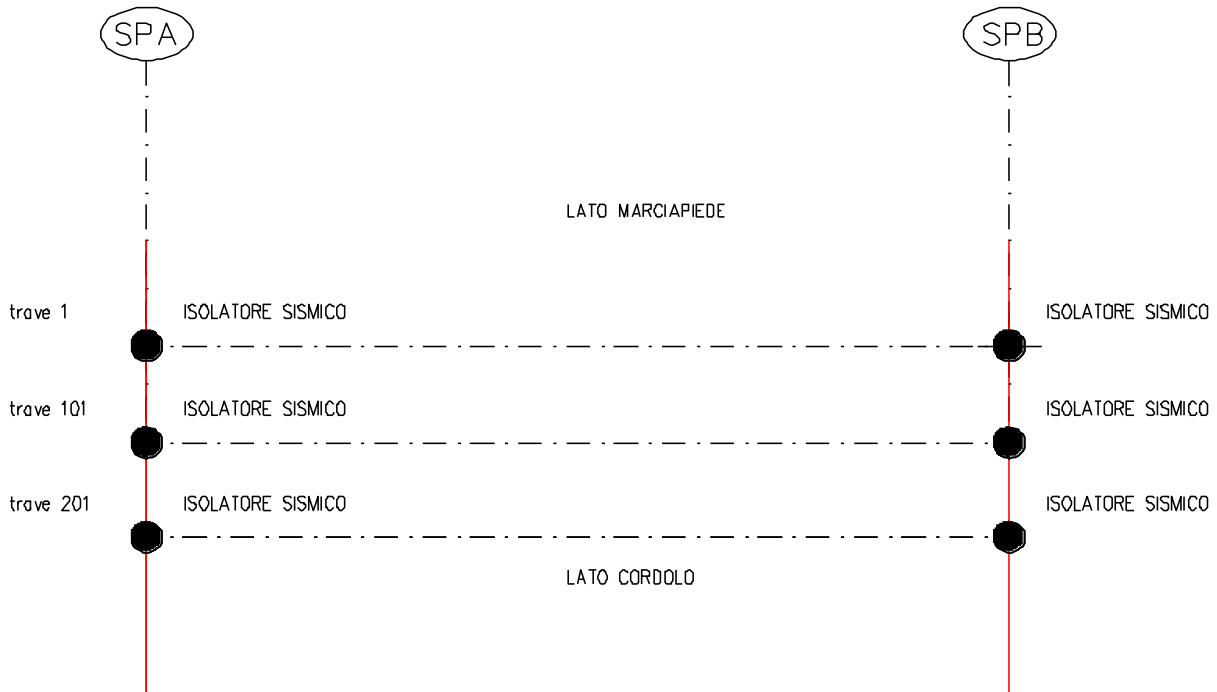 SPA
SPB
LATO MARCIAPIEDE
trave 1
ISOLATORE SISMICO
ISOLATORE SISMICO
trave 101
ISOLATORE SISMICO
ISOLATORE SISMICO
trave 201
ISOLATORE SISMICO
ISOLATORE SISMICO
LATO CORDOLO